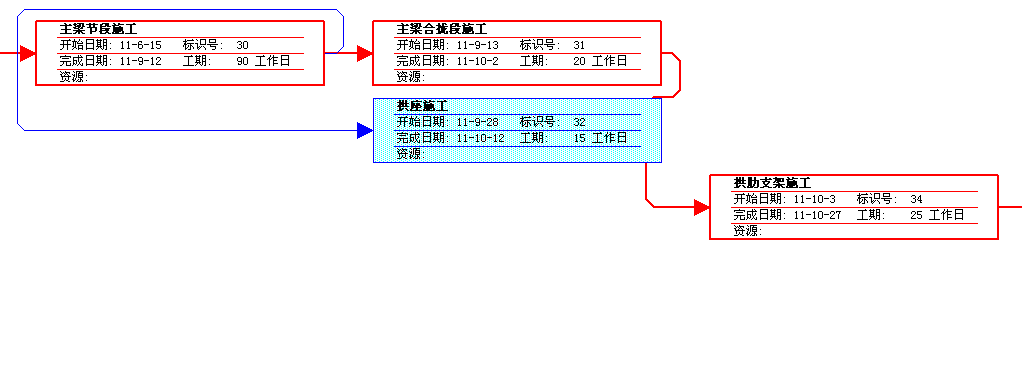 主梁节段施工
开始日期: 11-6-15 标识号: 30
完成日期: 11-9-12 工期: 90 工作日
资源:
主梁合拢段施工
开始日期: 11-9-13 标识号: 31
完成日期: 11-10-2 工期: 20 工作日
资源:
拱座施工
开始日期: 11-9-28 标识号: 32
完成日期: 11-10-12 工期: 15 工作日
资源:
拱肋支架施工
开始日期: 11-10-3 标识号: 34
完成日期: 11-10-27 工期: 25 工作日
资源: